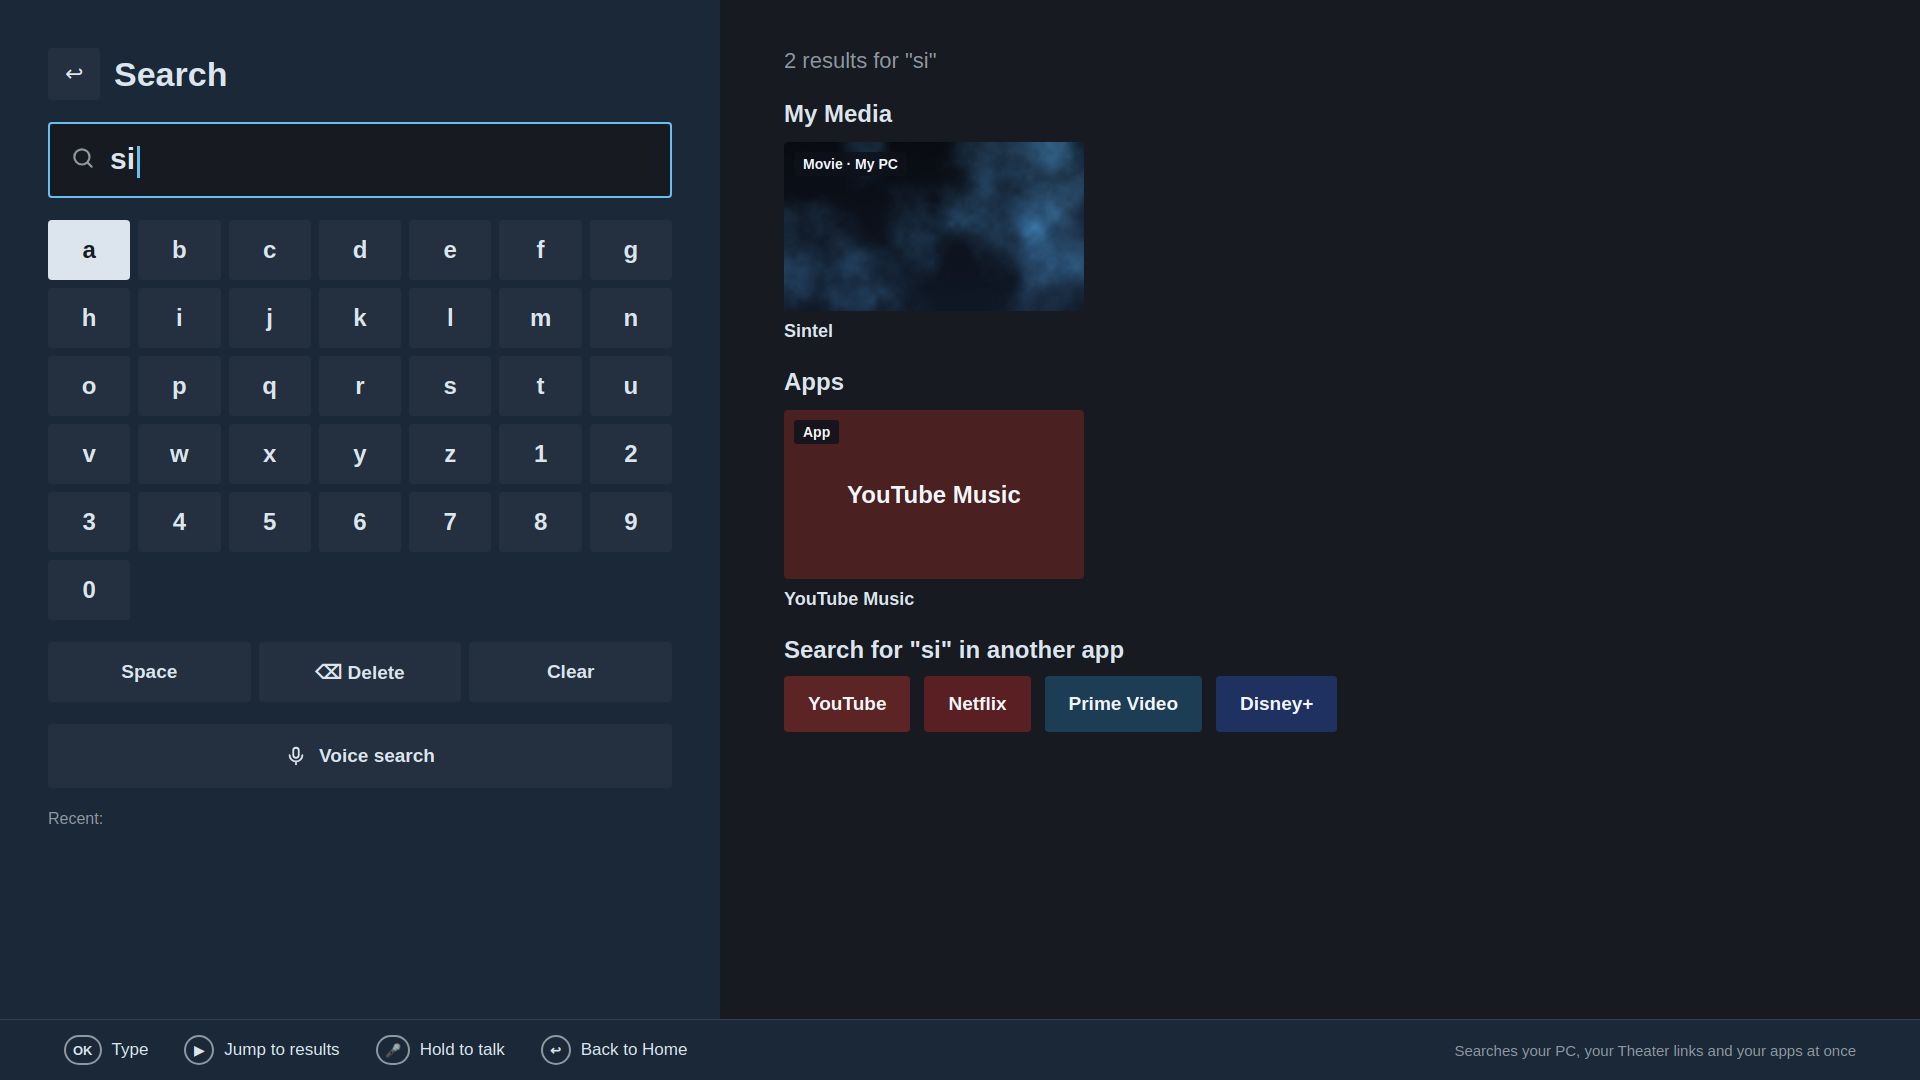 ↩ Search
si
a b c d e f g
h i j k l m n
o p q r s t u
v w x y z 1 2
3 4 5 6 7 8 9
0
Space ⌫ Delete Clear
Voice search
Recent:
2 results for "si"
My Media
Movie · My PC
Sintel
Apps
App
YouTube Music
YouTube Music
Search for "si" in another app
YouTube Netflix Prime Video Disney+
OK Type ▶ Jump to results 🎤 Hold to talk ↩ Back to Home
Searches your PC, your Theater links and your apps at once